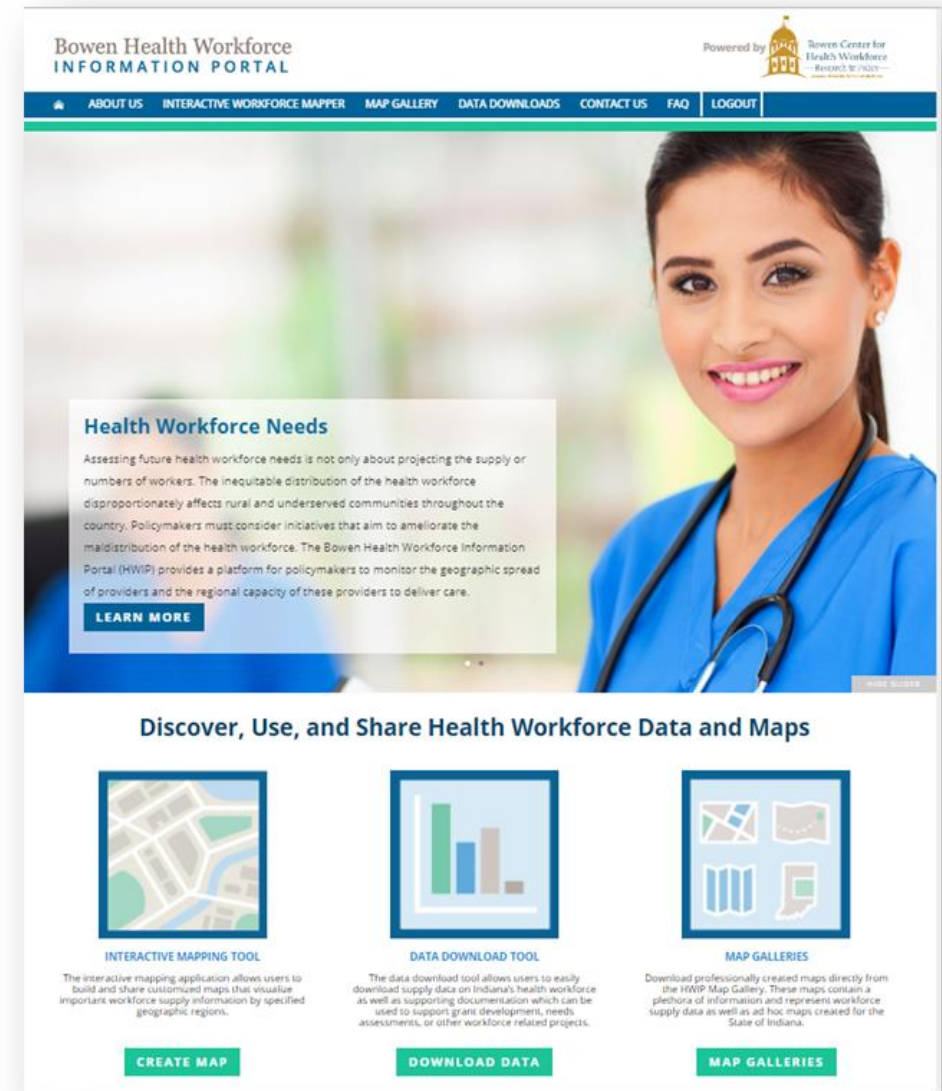 Bowen Health Workforce
INFORMATION PORTAL
Powered by
Bowen Center for
Health Workforce
Research & Policy
ABOUT US INTERACTIVE WORKFORCE MAPPER MAP GALLERY DATA DOWNLOADS CONTACT US FAQ LOGOUT
Health Workforce Needs
Assessing future health workforce needs is not only about projecting the supply or
numbers of workers. The inequitable distribution of the health workforce
disproportionately affects rural and underserved communities throughout the
country. Policymakers must consider initiatives that aim to ameliorate the
maldistribution of the health workforce. The Bowen Health Workforce Information
Portal (HWIP) provides a platform for policymakers to monitor the geographic spread
of providers and the regional capacity of these providers to deliver care.
LEARN MORE
HIDE SLIDER
Discover, Use, and Share Health Workforce Data and Maps
INTERACTIVE MAPPING TOOL
The interactive mapping application allows users to
build and share customized maps that visualize
important workforce supply information by specified
geographic regions.
CREATE MAP
DATA DOWNLOAD TOOL
The data download tool allows users to easily
download supply data on Indiana's health workforce
as well as supporting documentation which can be
used to support grant development, needs
assessments, or other workforce related projects.
DOWNLOAD DATA
MAP GALLERIES
Download professionally created maps directly from
the HWIP Map Gallery. These maps contain a
plethora of information and represent workforce
supply data as well as ad hoc maps created for the
State of Indiana.
MAP GALLERIES